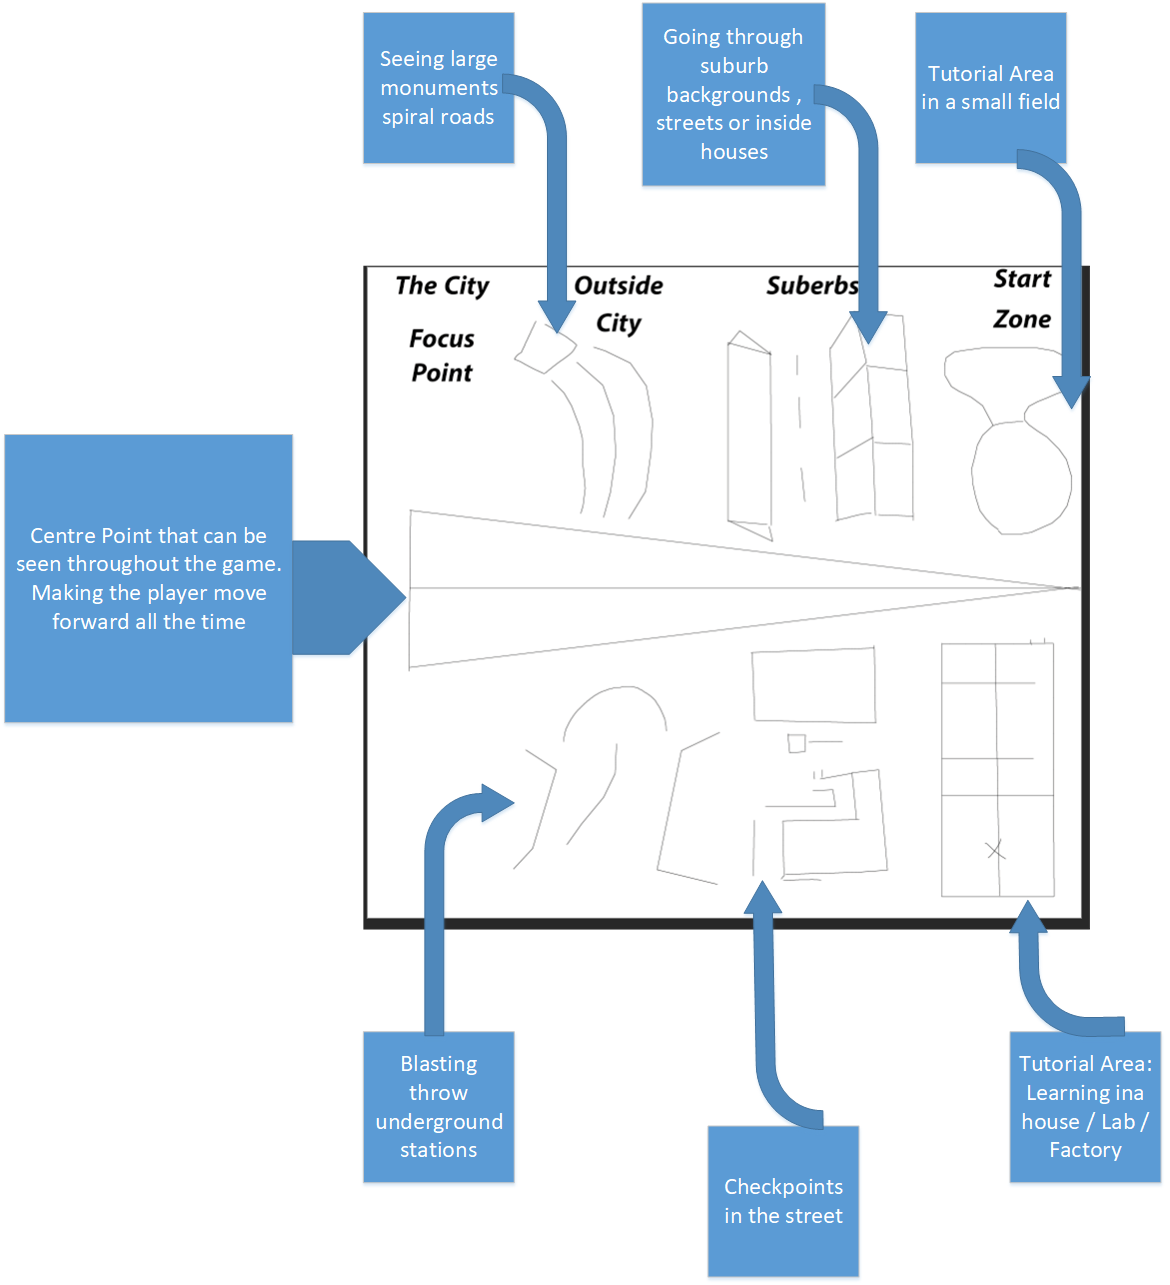 Seeing large
monuments
spiral roads
Going through
suburb
backgrounds ,
streets or inside
houses
Tutorial Area
in a small field
The City
Focus
Point
Outside
City
Suberbs
Start
Zone
Centre Point that can be
seen throughout the game.
Making the player move
forward all the time
Blasting
throw
underground
stations
Checkpoints
in the street
Tutorial Area:
Learning ina
house / Lab /
Factory